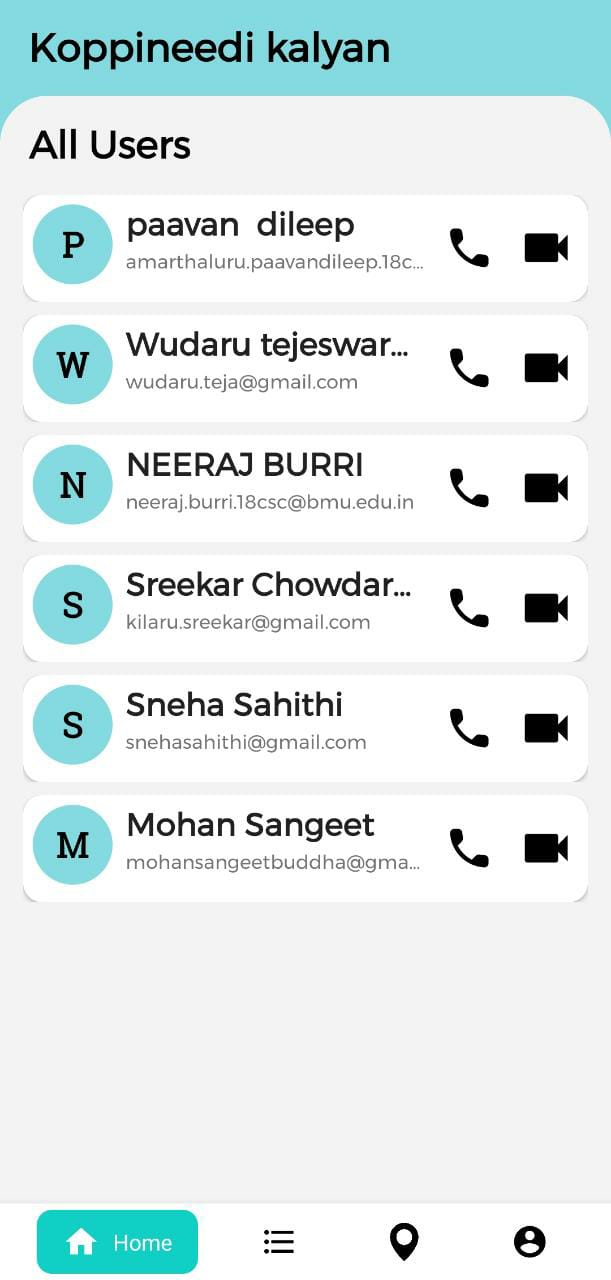 Koppineedi kalyan
All Users
P
paavan dileep
amarthaluru.paavandileep.18c...
W
Wudaru tejeswar...
wudaru.teja@gmail.com
N
NEERAJ BURRI
neeraj.burri.18csc@bmu.edu.in
S
Sreekar Chowdar...
kilaru.sreekar@gmail.com
S
Sneha Sahithi
snehasahithi@gmail.com
M
Mohan Sangeet
mohansangeetbuddha@gma...
Home